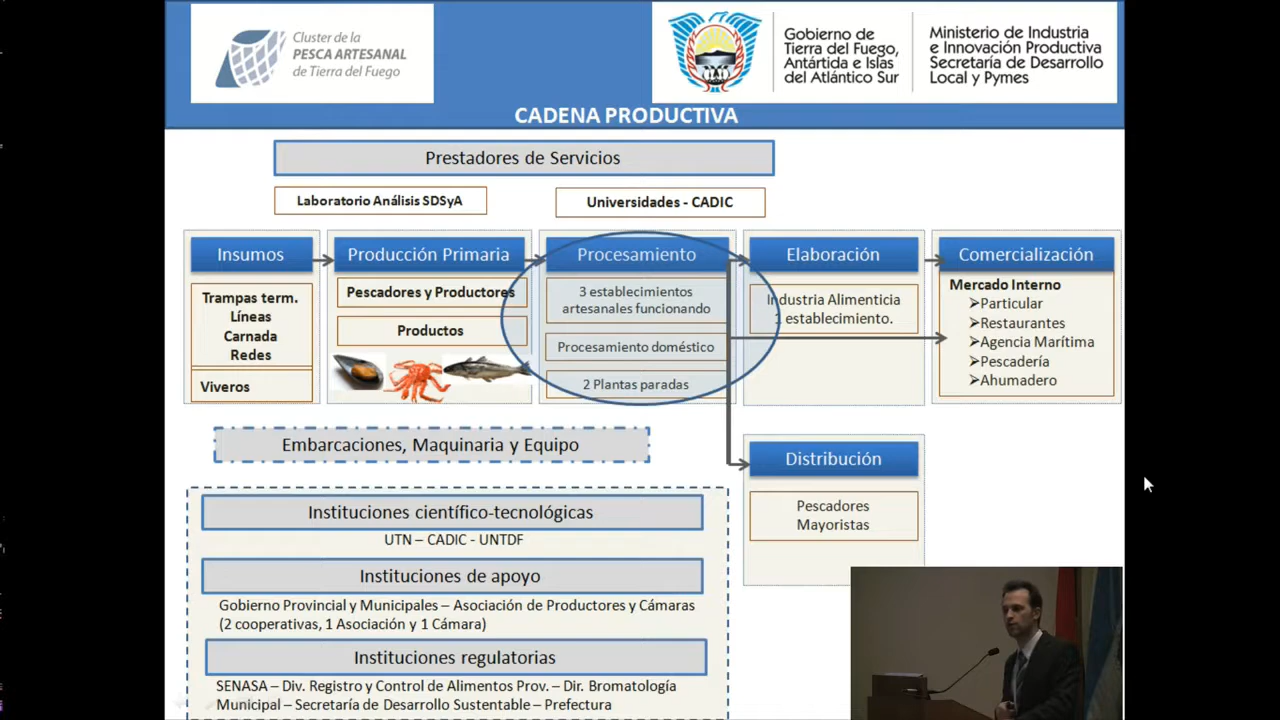 Cluster de la
PESCA ARTESANAL
de Tierra del Fuego
Gobierno de
Tierra del Fuego,
Antártida e Islas
del Atlántico Sur
Ministerio de Industria
e Innovación Productiva
Secretaría de Desarrollo
Local y Pymes
CADENA PRODUCTIVA
Prestadores de Servicios
Laboratorio Análisis SDSyA
Universidades - CADIC
Insumos
Trampas term.
Líneas
Carnada
Redes
Viveros
Producción Primaria
Pescadores y Productores
Productos
Procesamiento
3 establecimientos
artesanales funcionando
Procesamiento doméstico
2 Plantas paradas
Elaboración
Industria Alimenticia
1 establecimiento.
Comercialización
Mercado Interno
➢Particular
➢Restaurantes
➢Agencia Marítima
➢Pescadería
➢Ahumadero
Embarcaciones, Maquinaria y Equipo
Distribución
Pescadores
Mayoristas
Instituciones científico-tecnológicas
UTN – CADIC - UNTDF
Instituciones de apoyo
Gobierno Provincial y Municipales – Asociación de Productores y Cámaras
(2 cooperativas, 1 Asociación y 1 Cámara)
Instituciones regulatorias
SENASA – Div. Registro y Control de Alimentos Prov. – Dir. Bromatología
Municipal – Secretaría de Desarrollo Sustentable – Prefectura